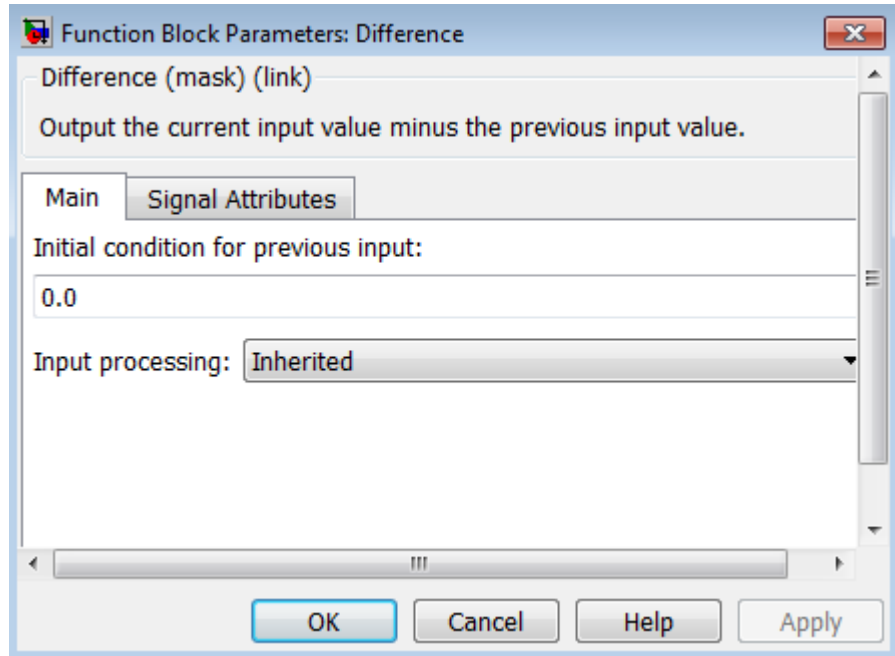 Function Block Parameters: Difference
Difference (mask) (link)
Output the current input value minus the previous input value.
Main Signal Attributes
Initial condition for previous input:
0.0
Input processing: Inherited
OK Cancel Help Apply